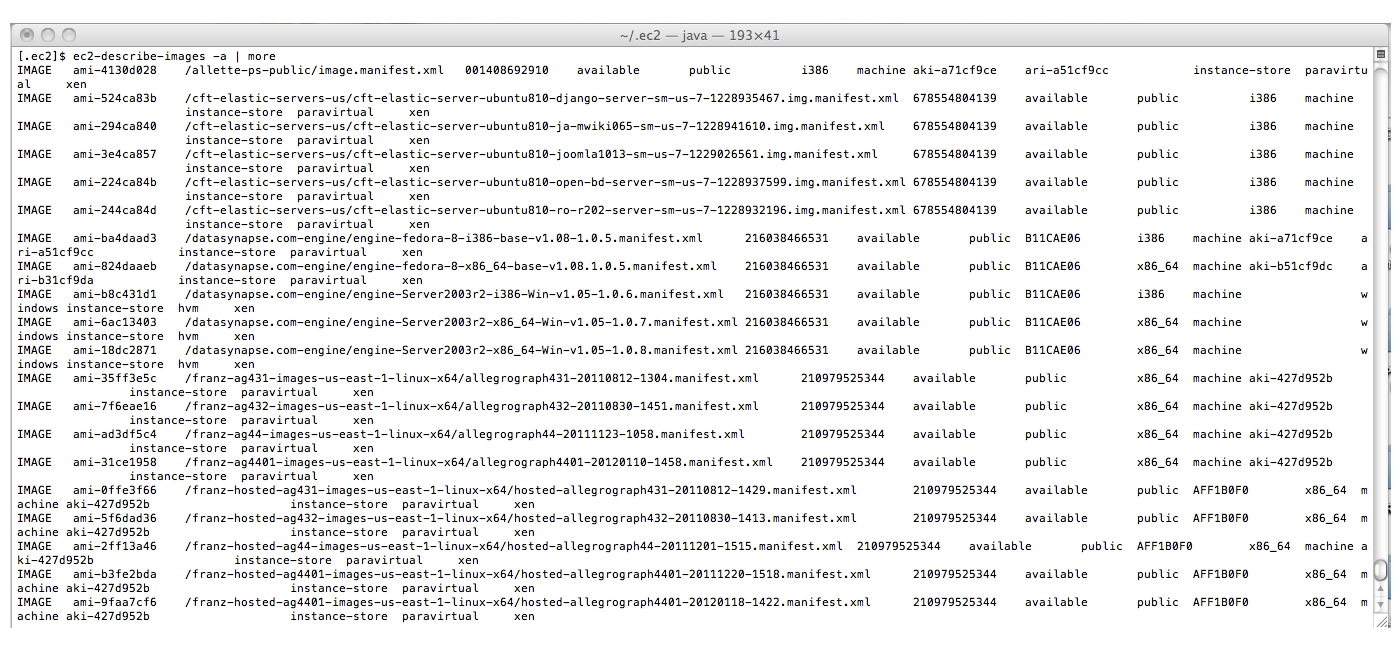 ~/.ec2 — java — 193×41
[.ec2]$ ec2-describe-images -a | more
IMAGE ami-4130d028 /allette-ps-public/image.manifest.xml 001408692910 available public i386 machine aki-a71cf9ce ari-a51cf9cc instance-store paravirtu
al xen
IMAGE ami-524ca83b /cft-elastic-servers-us/cft-elastic-server-ubuntu810-django-server-sm-us-7-1228935467.img.manifest.xml 678554804139 available public i386 machine
instance-store paravirtual xen
IMAGE ami-294ca840 /cft-elastic-servers-us/cft-elastic-server-ubuntu810-ja-mwiki065-sm-us-7-1228941610.img.manifest.xml 678554804139 available public i386 machine
instance-store paravirtual xen
IMAGE ami-3e4ca857 /cft-elastic-servers-us/cft-elastic-server-ubuntu810-joomla1013-sm-us-7-1229026561.img.manifest.xml 678554804139 available public i386 machine
instance-store paravirtual xen
IMAGE ami-224ca84b /cft-elastic-servers-us/cft-elastic-server-ubuntu810-open-bd-server-sm-us-7-1228937599.img.manifest.xml 678554804139 available public i386 machine
instance-store paravirtual xen
IMAGE ami-244ca84d /cft-elastic-servers-us/cft-elastic-server-ubuntu810-ro-r202-server-sm-us-7-1228932196.img.manifest.xml 678554804139 available public i386 machine
instance-store paravirtual xen
IMAGE ami-ba4daad3 /datasynapse.com-engine/engine-fedora-8-i386-base-v1.08-1.0.5.manifest.xml 216038466531 available public B11CAE06 i386 machine aki-a71cf9ce a
ri-a51cf9cc instance-store paravirtual xen
IMAGE ami-824daaeb /datasynapse.com-engine/engine-fedora-8-x86_64-base-v1.08.1.0.5.manifest.xml 216038466531 available public B11CAE06 x86_64 machine aki-b51cf9dc a
ri-b31cf9da instance-store paravirtual xen
IMAGE ami-b8c431d1 /datasynapse.com-engine/engine-Server2003r2-i386-Win-v1.05-1.0.6.manifest.xml 216038466531 available public B11CAE06 i386 machine w
indows instance-store hvm xen
IMAGE ami-6ac13403 /datasynapse.com-engine/engine-Server2003r2-x86_64-Win-v1.05-1.0.7.manifest.xml 216038466531 available public B11CAE06 x86_64 machine w
indows instance-store hvm xen
IMAGE ami-18dc2871 /datasynapse.com-engine/engine-Server2003r2-x86_64-Win-v1.05-1.0.8.manifest.xml 216038466531 available public B11CAE06 x86_64 machine w
indows instance-store hvm xen
IMAGE ami-35ff3e5c /franz-ag431-images-us-east-1-linux-x64/allegrograph431-20110812-1304.manifest.xml 210979525344 available public x86_64 machine aki-427d952b
instance-store paravirtual xen
IMAGE ami-7f6eae16 /franz-ag432-images-us-east-1-linux-x64/allegrograph432-20110830-1451.manifest.xml 210979525344 available public x86_64 machine aki-427d952b
instance-store paravirtual xen
IMAGE ami-ad3df5c4 /franz-ag44-images-us-east-1-linux-x64/allegrograph44-20111123-1058.manifest.xml 210979525344 available public x86_64 machine aki-427d952b
instance-store paravirtual xen
IMAGE ami-31ce1958 /franz-ag4401-images-us-east-1-linux-x64/allegrograph4401-20120110-1458.manifest.xml 210979525344 available public x86_64 machine aki-427d952b
instance-store paravirtual xen
IMAGE ami-0ffe3f66 /franz-hosted-ag431-images-us-east-1-linux-x64/hosted-allegrograph431-20110812-1429.manifest.xml 210979525344 available public AFF1B0F0 x86_64 m
achine aki-427d952b instance-store paravirtual xen
IMAGE ami-5f6dad36 /franz-hosted-ag432-images-us-east-1-linux-x64/hosted-allegrograph432-20110830-1413.manifest.xml 210979525344 available public AFF1B0F0 x86_64 m
achine aki-427d952b instance-store paravirtual xen
IMAGE ami-2ff13a46 /franz-hosted-ag44-images-us-east-1-linux-x64/hosted-allegrograph44-20111201-1515.manifest.xml 210979525344 available public AFF1B0F0 x86_64 machine a
ki-427d952b instance-store paravirtual xen
IMAGE ami-b3fe2bda /franz-hosted-ag4401-images-us-east-1-linux-x64/hosted-allegrograph4401-20111220-1518.manifest.xml 210979525344 available public AFF1B0F0 x86_64 m
achine aki-427d952b instance-store paravirtual xen
IMAGE ami-9faa7cf6 /franz-hosted-ag4401-images-us-east-1-linux-x64/hosted-allegrograph4401-20120118-1422.manifest.xml 210979525344 available public AFF1B0F0 x86_64 m
achine aki-427d952b instance-store paravirtual xen